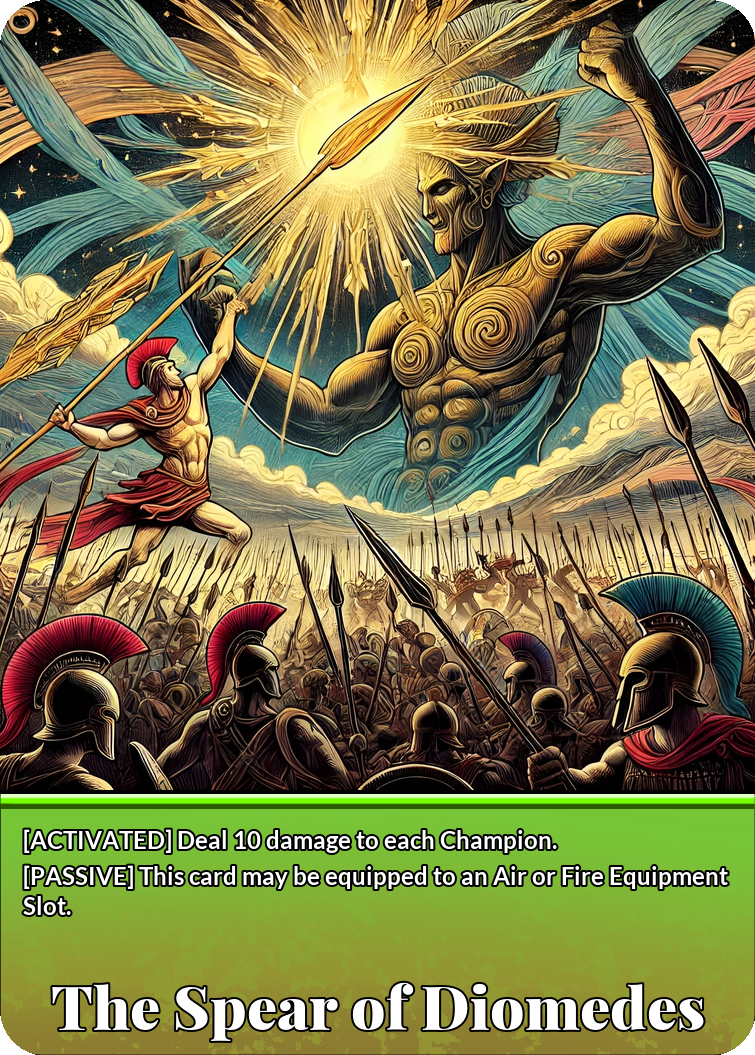 [ACTIVATED] Deal 10 damage to each Champion.
[PASSIVE] This card may be equipped to an Air or Fire Equipment
Slot.
The Spear of Diomedes